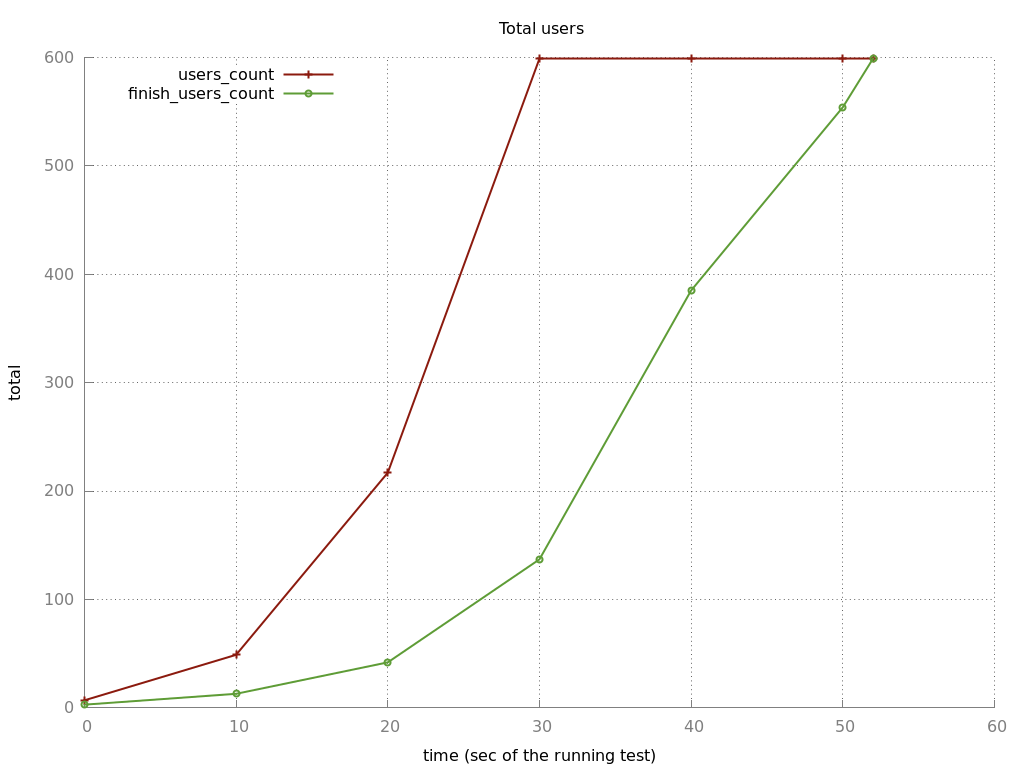 Total users
600
500
400
300
200
100
0
users_count
finish_users_count
total
0 10 20 30 40 50 60
time (sec of the running test)